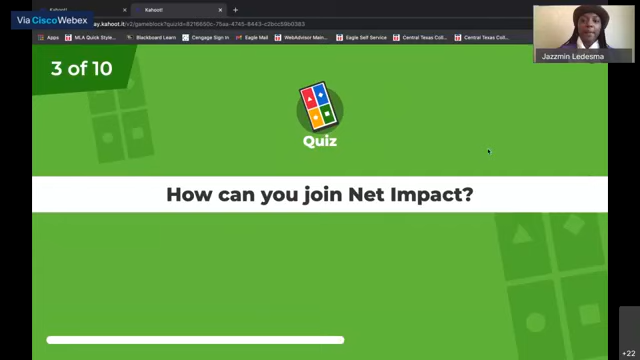 Via Cisco Webex
Kahoot!
Kahoot!
Apps
MLA Quick Style...
Blackboard Learn
Cengage Sign in
Eagle Mail
WebAdvisor Main...
Eagle Self Service
Central Texas Coll...
Central Texas Coll...
Jazzmin Ledesma
3 of 10
Quiz
How can you join Net Impact?
+22